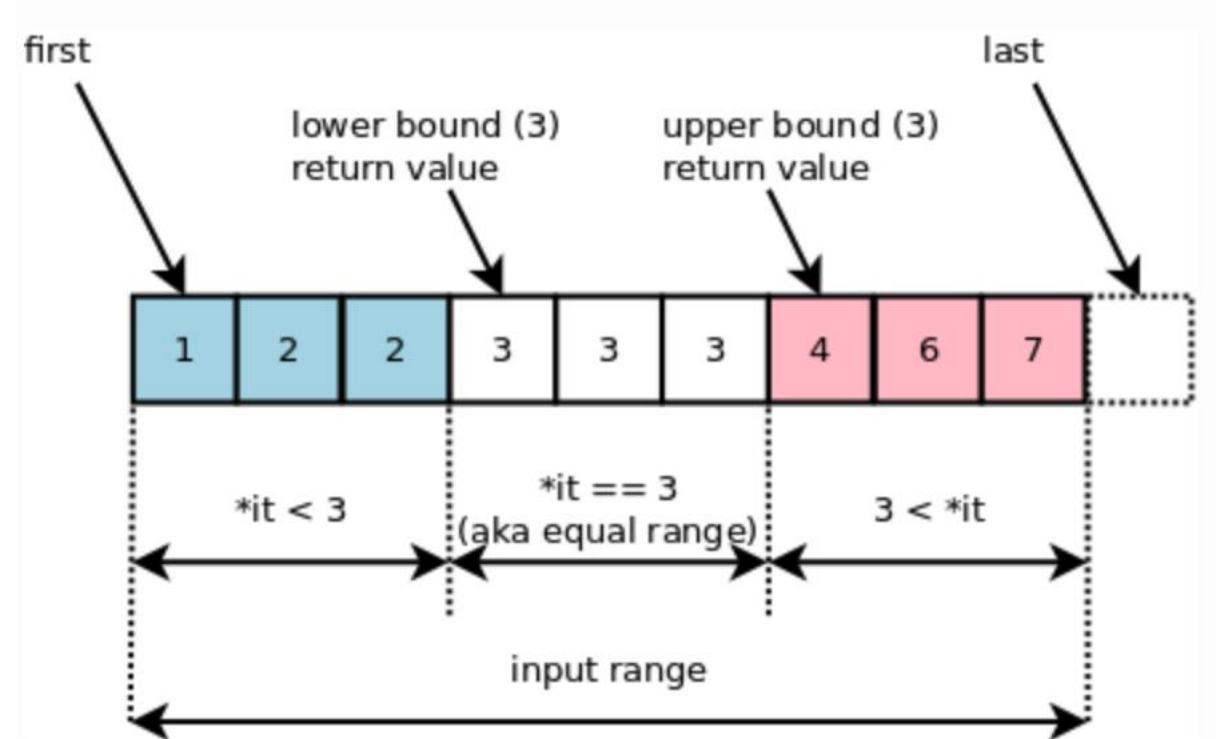 first
last
lower bound (3)
return value
upper bound (3)
return value
1 2 2 3 3 3 4 6 7
*it < 3
*it == 3
(aka equal range)
3 < *it
input range